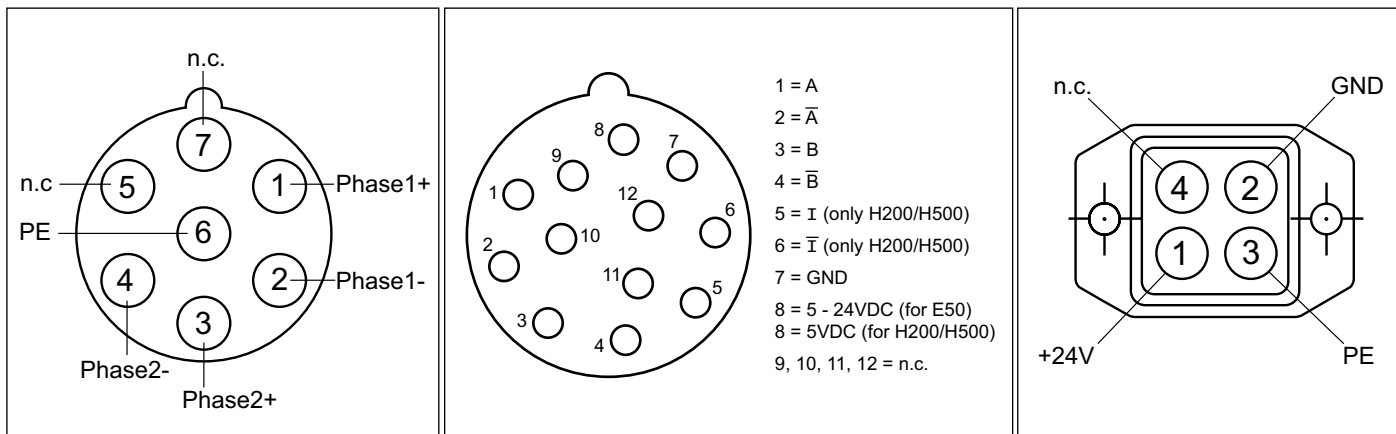 n.c.
7
n.c
5
1
Phase1+
PE
6
4
2
Phase1-
3
Phase2-
Phase2+
8
7
9
1
12
6
2
10
11
5
3
4
1 = A
2 = A̅
3 = B
4 = B̅
5 = I (only H200/H500)
6 = I̅ (only H200/H500)
7 = GND
8 = 5 - 24VDC (for E50)
8 = 5VDC (for H200/H500)
9, 10, 11, 12 = n.c.
n.c.
GND
4
2
1
3
+24V
PE